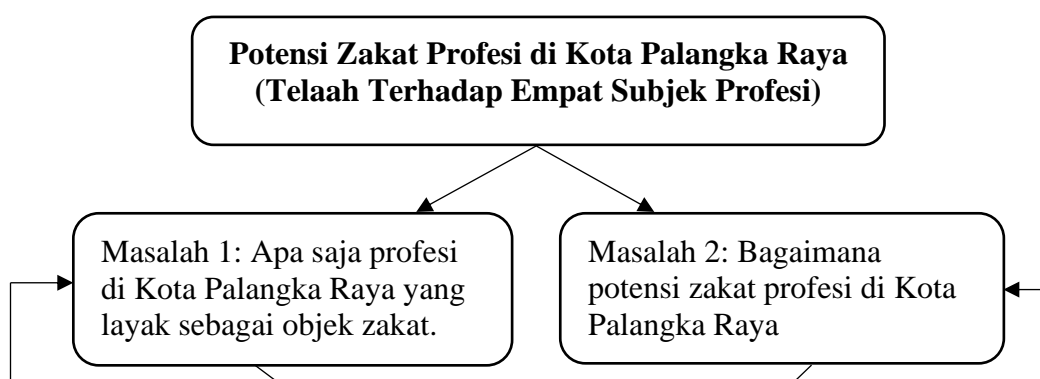 Potensi Zakat Profesi di Kota Palangka Raya
(Telaah Terhadap Empat Subjek Profesi)
Masalah 1: Apa saja profesi
di Kota Palangka Raya yang
layak sebagai objek zakat.
Masalah 2: Bagaimana
potensi zakat profesi di Kota
Palangka Raya